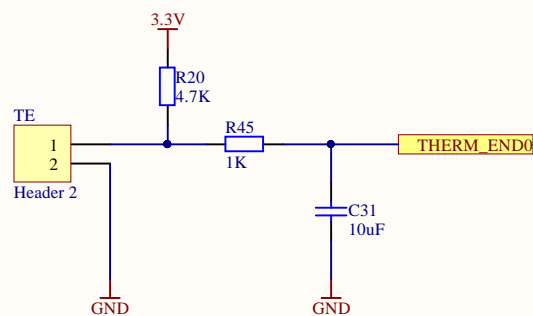 3.3V
R20
4.7K
TE
R45
1
THERM_END0
2
1K
Header 2
C31
10uF
GND
GND